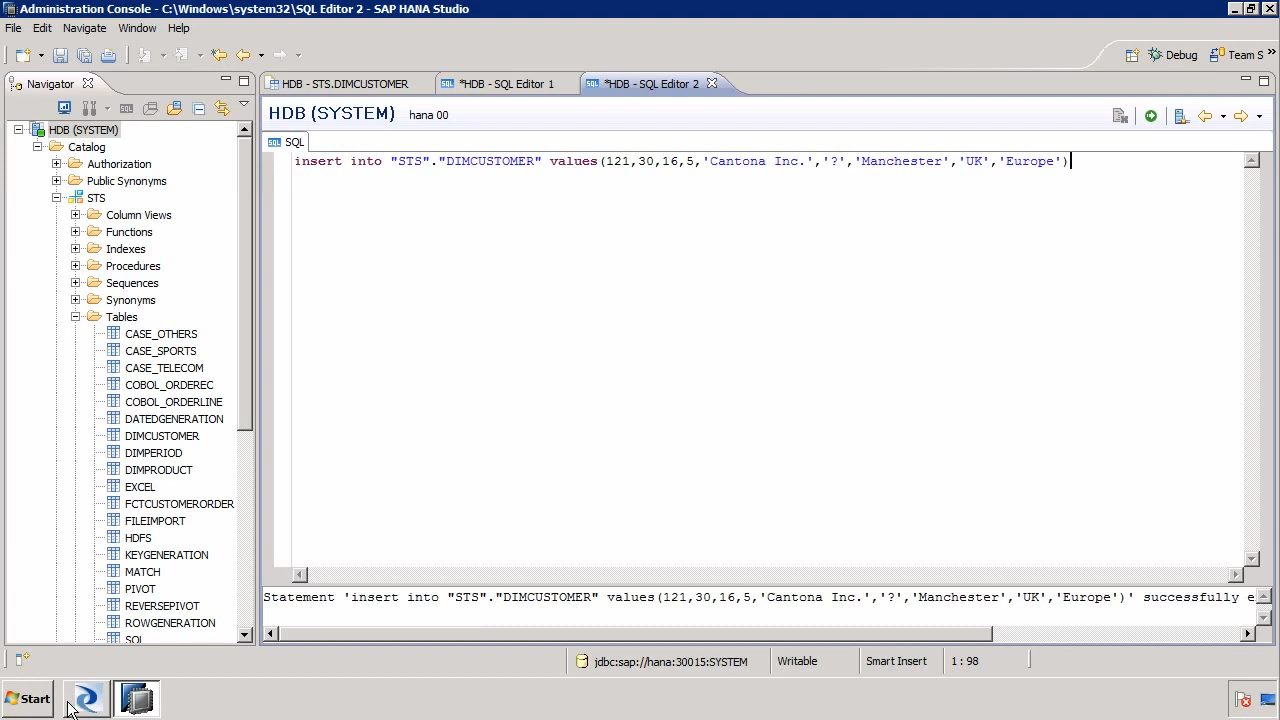 Administration Console - C:\Windows\system32\SQL Editor 2 - SAP HANA Studio
File Edit Navigate Window Help
Debug Team S
Navigator
HDB - STS.DIMCUSTOMER
*HDB - SQL Editor 1
*HDB - SQL Editor 2
HDB (SYSTEM) hana 00
SQL
insert into "STS"."DIMCUSTOMER" values(121,30,16,5,'Cantona Inc.','?','Manchester','UK','Europe')
HDB (SYSTEM)
Catalog
Authorization
Public Synonyms
STS
Column Views
Functions
Indexes
Procedures
Sequences
Synonyms
Tables
CASE_OTHERS
CASE_SPORTS
CASE_TELECOM
COBOL_ORDEREC
COBOL_ORDERLINE
DATEDGENERATION
DIMCUSTOMER
DIMPERIOD
DIMPRODUCT
EXCEL
FCTCUSTOMERORDER
FILEIMPORT
HDFS
KEYGENERATION
MATCH
PIVOT
REVERSEPIVOT
ROWGENERATION
SQL
Statement 'insert into "STS"."DIMCUSTOMER" values(121,30,16,5,'Cantona Inc.','?','Manchester','UK','Europe')' successfully e
jdbc:sap://hana:30015:SYSTEM
Writable
Smart Insert
1 : 98
Start